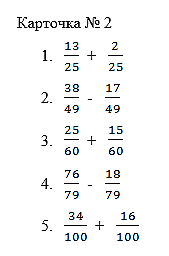 Карточка № 2
1. 13/25 + 2/25
2. 38/49 - 17/49
3. 25/60 + 15/60
4. 76/79 - 18/79
5. 34/100 + 16/100